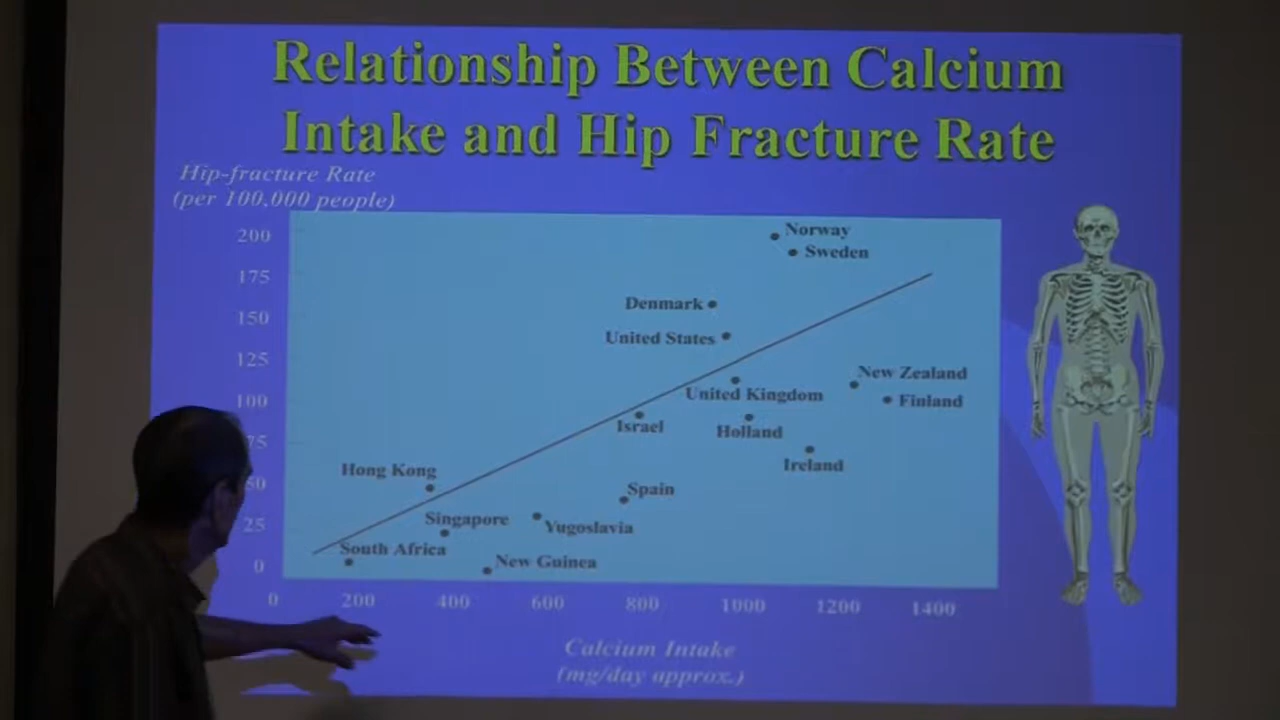 Relationship Between Calcium
Intake and Hip Fracture Rate
Hip-fracture Rate
(per 100,000 people)
200
175
150
125
100
75
50
25
0
Norway
Sweden
Denmark
United States
New Zealand
United Kingdom
Finland
Israel
Holland
Ireland
Hong Kong
Spain
Singapore
Yugoslavia
South Africa
New Guinea
0 200 400 600 800 1000 1200 1400
Calcium Intake
(mg/day approx.)